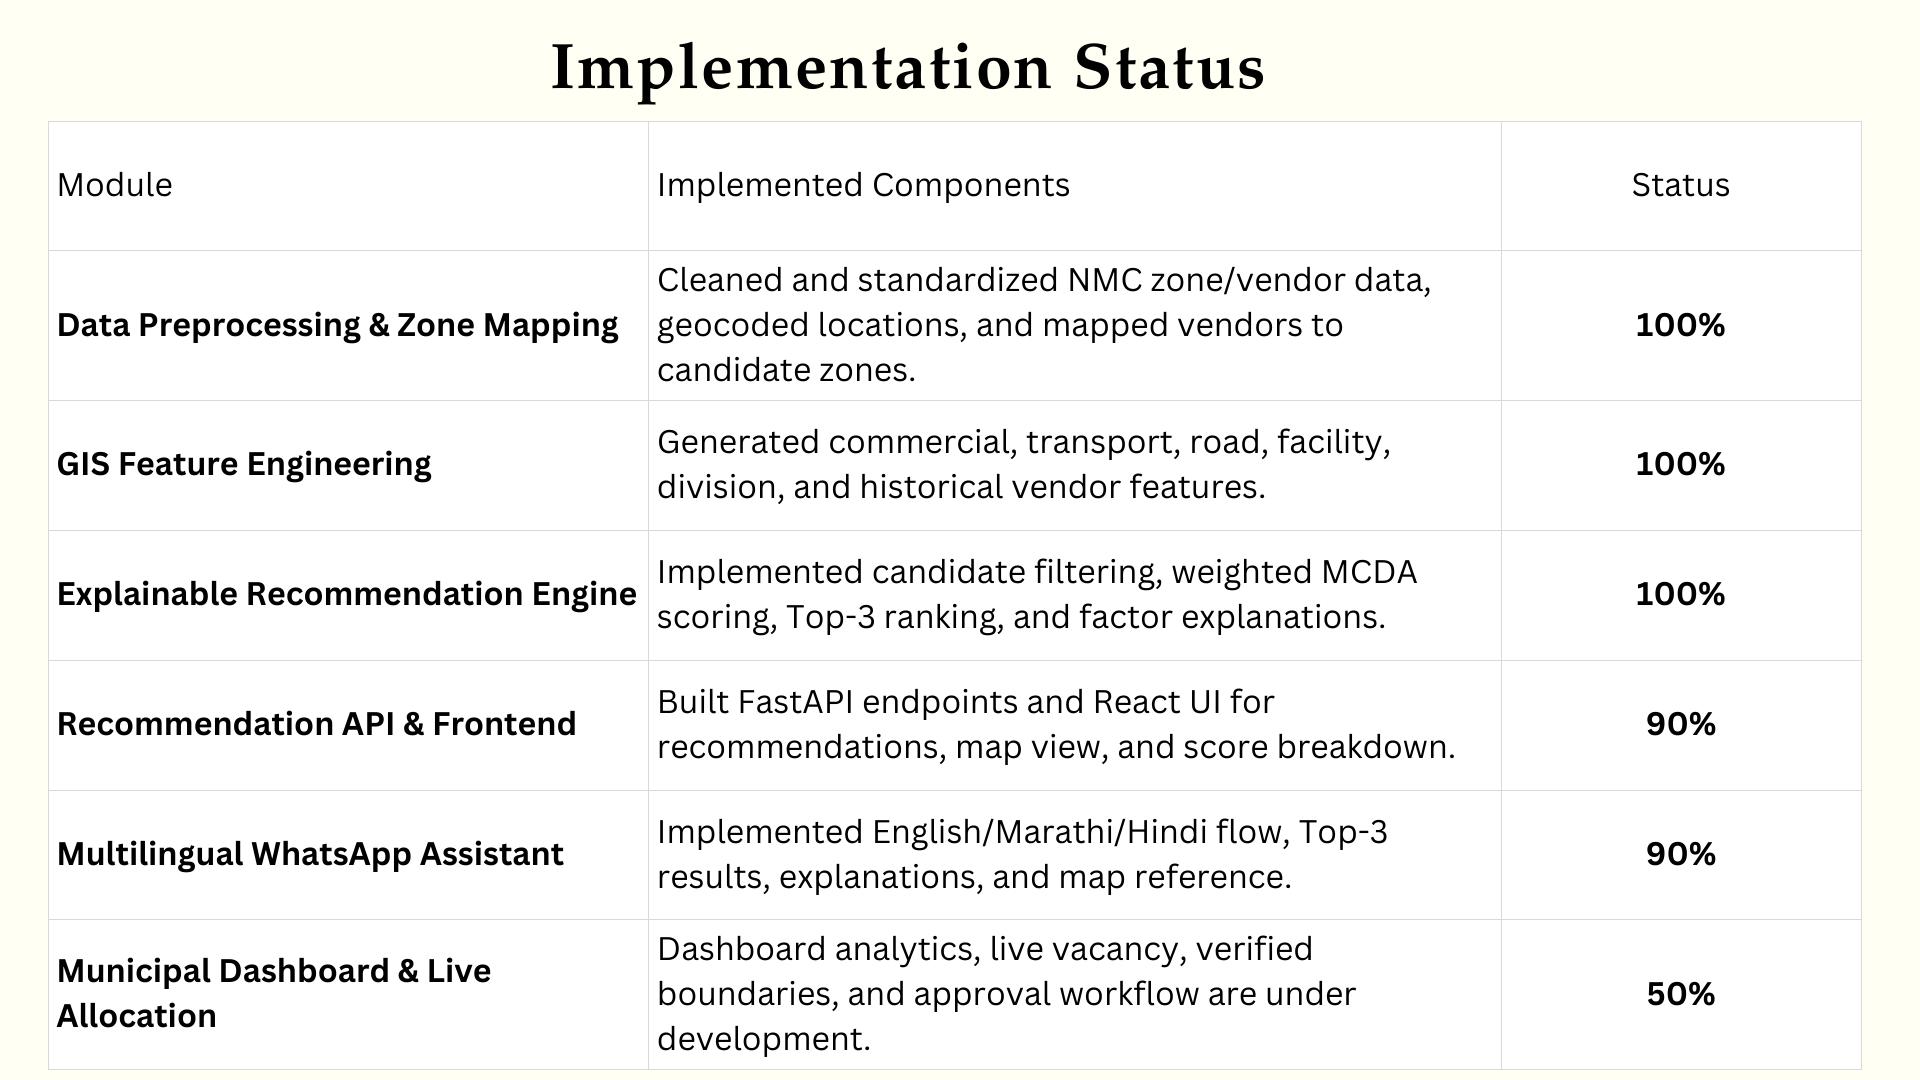 Implementation Status
Module
Implemented Components
Status
Data Preprocessing & Zone Mapping
Cleaned and standardized NMC zone/vendor data,
geocoded locations, and mapped vendors to
candidate zones.
100%
GIS Feature Engineering
Generated commercial, transport, road, facility,
division, and historical vendor features.
100%
Explainable Recommendation Engine
Implemented candidate filtering, weighted MCDA
scoring, Top-3 ranking, and factor explanations.
100%
Recommendation API & Frontend
Built FastAPI endpoints and React UI for
recommendations, map view, and score breakdown.
90%
Multilingual WhatsApp Assistant
Implemented English/Marathi/Hindi flow, Top-3
results, explanations, and map reference.
90%
Municipal Dashboard & Live
Allocation
Dashboard analytics, live vacancy, verified
boundaries, and approval workflow are under
development.
50%